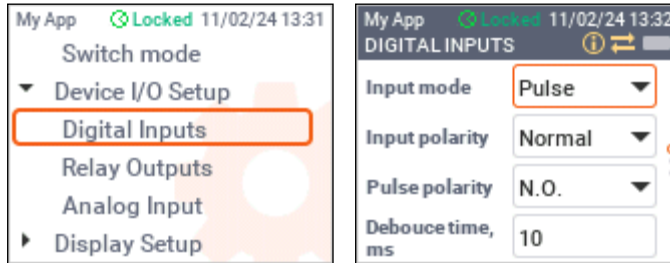 My App Locked 11/02/24 13:31
Switch mode
Device I/O Setup
Digital Inputs
Relay Outputs
Analog Input
Display Setup
My App Locked 11/02/24 13:32
DIGITAL INPUTS
Input mode Pulse
Input polarity Normal
Pulse polarity N.O.
Debouce time,
ms 10